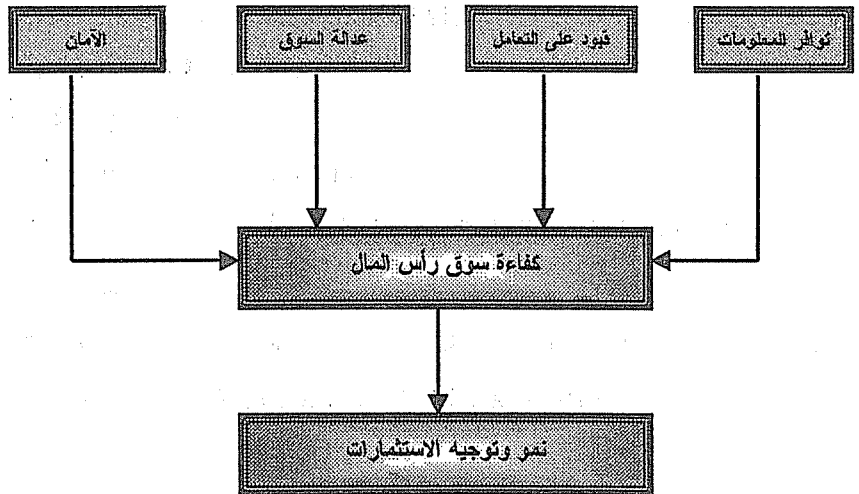 توافر المعلومات
قيود على التعامل
عدالة السوق
الأمان
كفاءة سوق رأس المال
نمو وتوجيه الاستثمارات